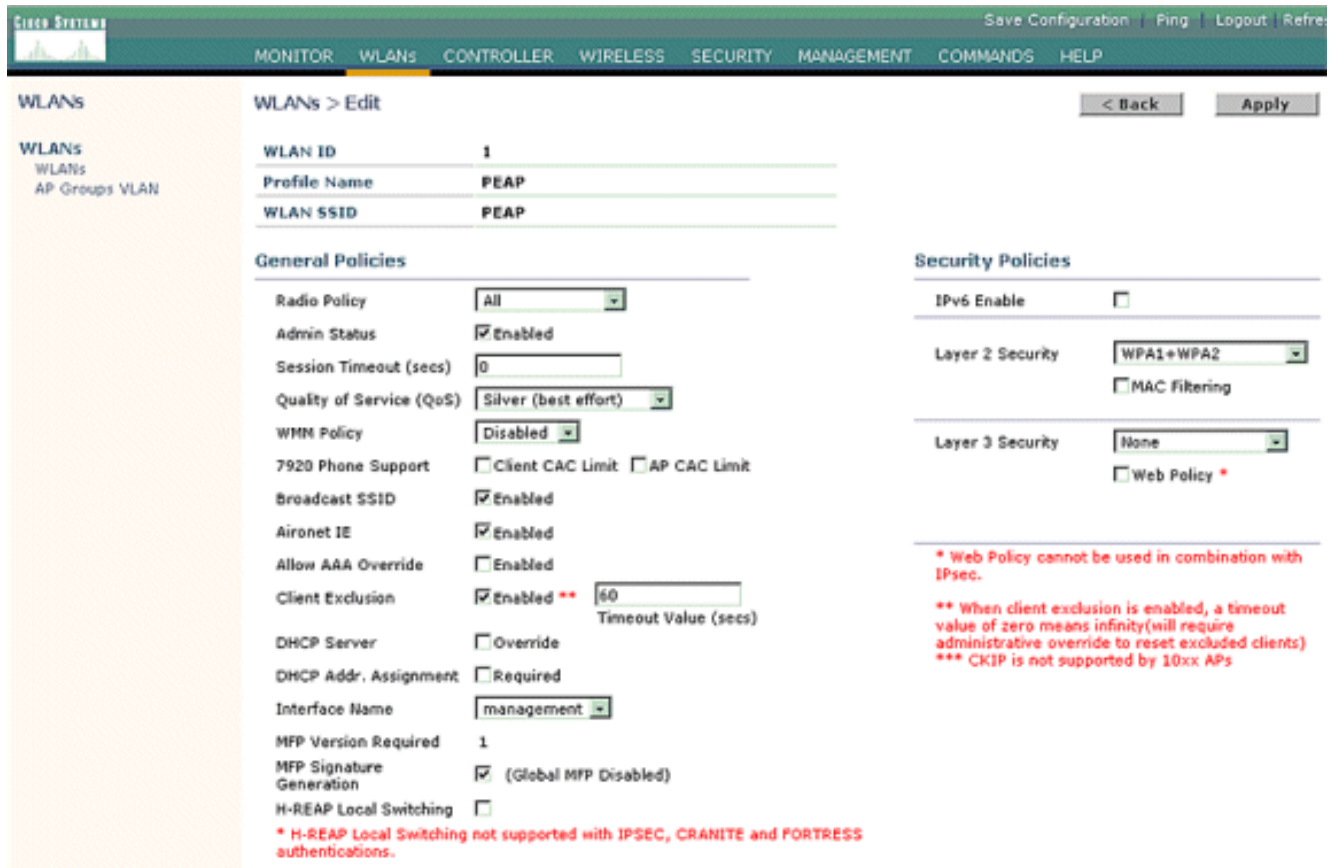 CISCO SYSTEMS
Save Configuration | Ping | Logout | Refres
MONITOR WLANs CONTROLLER WIRELESS SECURITY MANAGEMENT COMMANDS HELP
WLANs
WLANs
WLANs
AP Groups VLAN
WLANs > Edit
< Back
Apply
WLAN ID 1
Profile Name PEAP
WLAN SSID PEAP
General Policies
Radio Policy All
Admin Status Enabled
Session Timeout (secs) 0
Quality of Service (QoS) Silver (best effort)
WMM Policy Disabled
7920 Phone Support Client CAC Limit AP CAC Limit
Broadcast SSID Enabled
Aironet IE Enabled
Allow AAA Override Enabled
Client Exclusion Enabled ** 60
Timeout Value (secs)
DHCP Server Override
DHCP Addr. Assignment Required
Interface Name management
MFP Version Required 1
MFP Signature
Generation (Global MFP Disabled)
H-REAP Local Switching
* H-REAP Local Switching not supported with IPSEC, CRANITE and FORTRESS
authentications.
Security Policies
IPv6 Enable
Layer 2 Security WPA1+WPA2
MAC Filtering
Layer 3 Security None
Web Policy *
* Web Policy cannot be used in combination with
IPsec.
** When client exclusion is enabled, a timeout
value of zero means infinity(will require
administrative override to reset excluded clients)
*** CKIP is not supported by 10xx APs